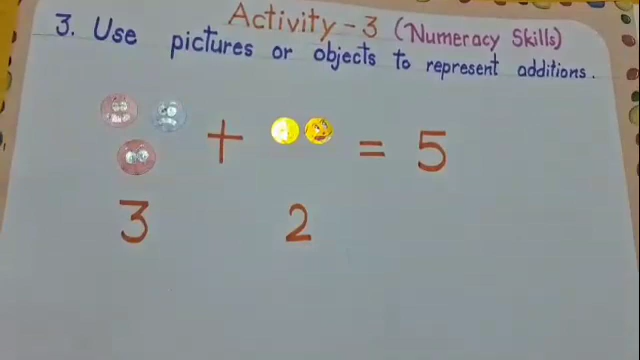 Activity - 3 (Numeracy Skills)
3. Use pictures or objects to represent additions.
+ = 5
3 2